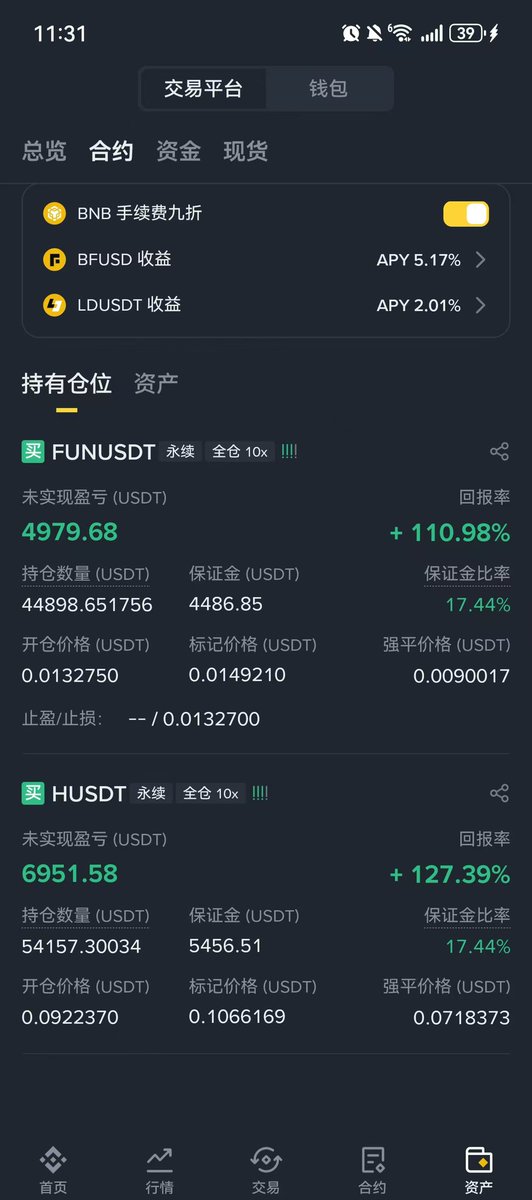 11:31 6 39
交易平台 钱包
总览 合约 资金 现货
BNB 手续费九折
BFUSD 收益 APY 5.17%
LDUSDT 收益 APY 2.01%
持有仓位 资产
买 FUNUSDT 永续 全仓 10x !!!!
未实现盈亏 (USDT) 回报率
4979.68 + 110.98%
持仓数量 (USDT) 保证金 (USDT) 保证金比率
44898.651756 4486.85 17.44%
开仓价格 (USDT) 标记价格 (USDT) 强平价格 (USDT)
0.0132750 0.0149210 0.0090017
止盈/止损: -- / 0.0132700
买 HUSDT 永续 全仓 10x !!!!
未实现盈亏 (USDT) 回报率
6951.58 + 127.39%
持仓数量 (USDT) 保证金 (USDT) 保证金比率
54157.30034 5456.51 17.44%
开仓价格 (USDT) 标记价格 (USDT) 强平价格 (USDT)
0.0922370 0.1066169 0.0718373
首页 行情 交易 合约 资产